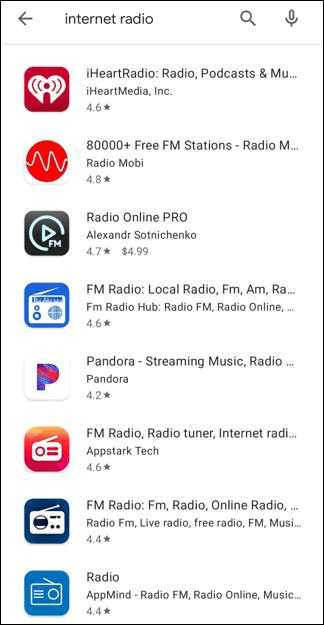 internet radio
iHeartRadio: Radio, Podcasts & Mu...
iHeartMedia, Inc.
4.6★
80000+ Free FM Stations - Radio M...
Radio Mobi
4.8★
FM
Radio Online PRO
Alexandr Sotnichenko
4.7★ $4.99
FM Radio: Local Radio, Fm, Am, Ra...
Fm Radio Hub: Radio FM, Radio Online, ...
4.6★
Pandora - Streaming Music, Radio ...
Pandora
4.2★
FM Radio, Radio tuner, Internet radi...
Appstark Tech
4.6★
FM Radio: Fm, Radio, Online Radio, ...
Radio Fm, Live radio, free radio, FM, Musi...
4.4★
Radio
AppMind - Radio FM, Radio Online, Music...
4.4★